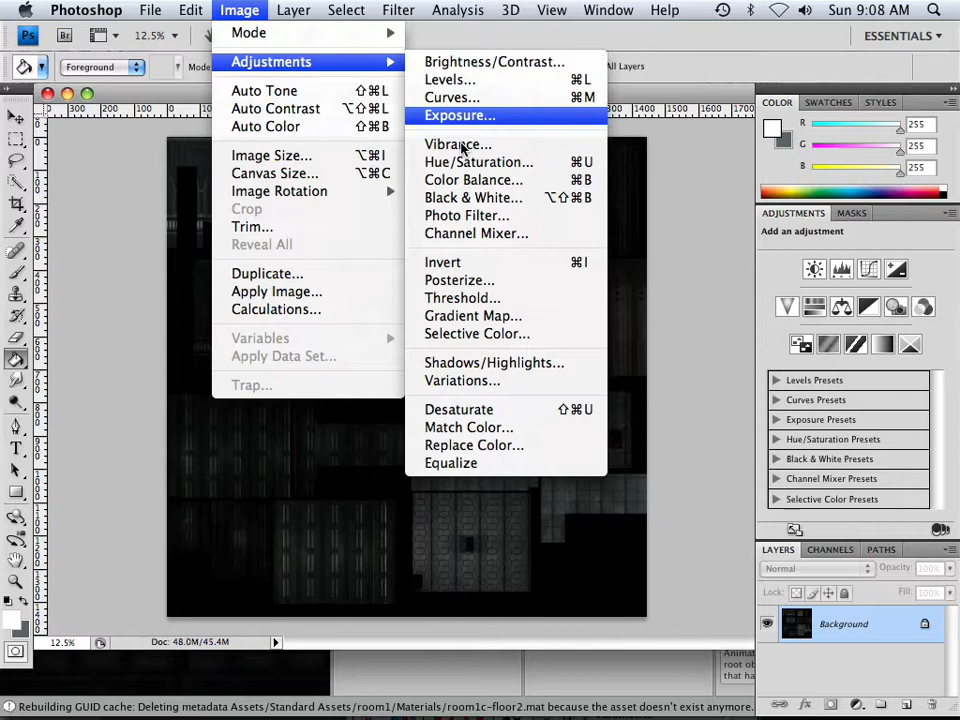 Photoshop File Edit Image Layer Select Filter Analysis 3D View Window Help Sun 9:08 AM
Ps Br 12.5% ESSENTIALS
Foreground Mode All Layers
Mode
Adjustments
Auto Tone ⇧⌘L
Auto Contrast ⌥⇧⌘L
Auto Color ⇧⌘B
Image Size... ⌥⌘I
Canvas Size... ⌥⌘C
Image Rotation
Crop
Trim...
Reveal All
Duplicate...
Apply Image...
Calculations...
Variables
Apply Data Set...
Trap...
Brightness/Contrast...
Levels... ⌘L
Curves... ⌘M
Exposure...
Vibrance...
Hue/Saturation... ⌘U
Color Balance... ⌘B
Black & White... ⌥⇧⌘B
Photo Filter...
Channel Mixer...
Invert ⌘I
Posterize...
Threshold...
Gradient Map...
Selective Color...
Shadows/Highlights...
Variations...
Desaturate ⇧⌘U
Match Color...
Replace Color...
Equalize
COLOR SWATCHES STYLES
R 255
G 255
B 255
ADJUSTMENTS MASKS
Add an adjustment
Levels Presets
Curves Presets
Exposure Presets
Hue/Saturation Presets
Black & White Presets
Channel Mixer Presets
Selective Color Presets
LAYERS CHANNELS PATHS
Normal Opacity: 100%
Lock: Fill: 100%
Background
12.5% Doc: 48.0M/45.4M
Rebuilding GUID cache: Deleting metadata Assets/Standard Assets/room1/Materials/room1c-floor2.mat because the asset doesn't exist anymore.